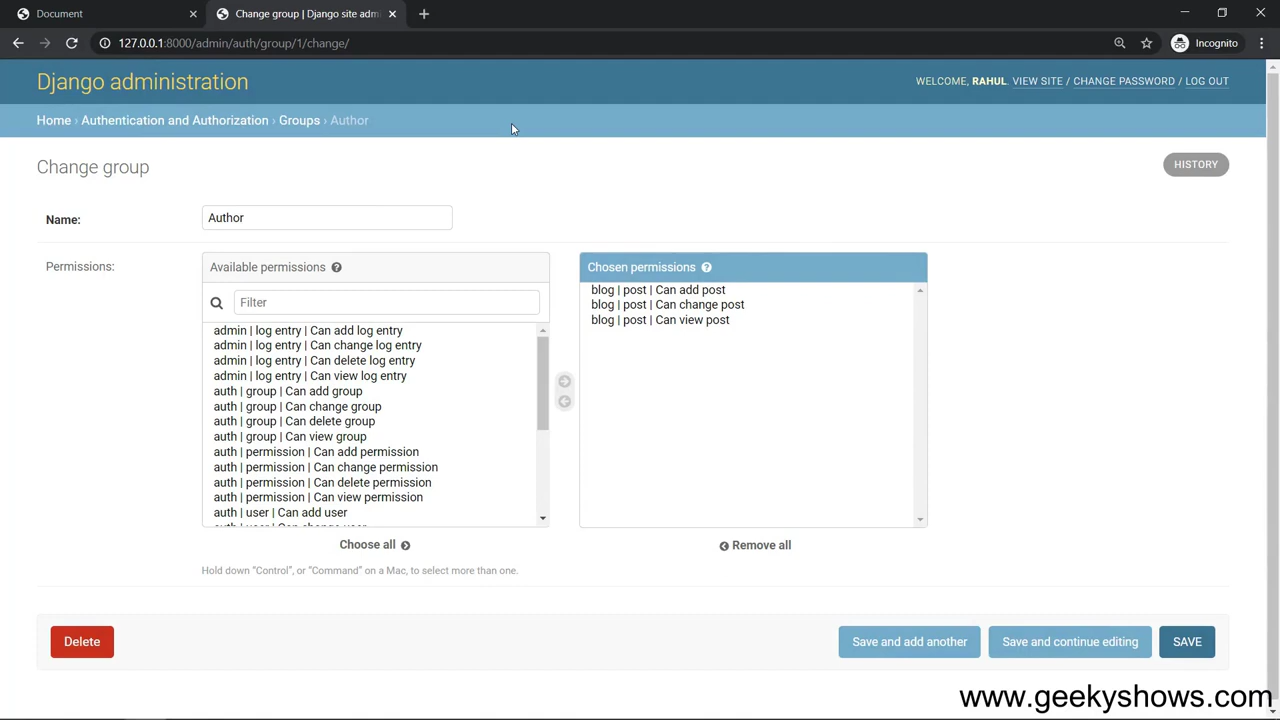 Document
Change group | Django site adm
127.0.0.1:8000/admin/auth/group/1/change/
Incognito
Django administration
WELCOME, RAHUL. VIEW SITE / CHANGE PASSWORD / LOG OUT
Home › Authentication and Authorization › Groups › Author
Change group
HISTORY
Name:
Author
Permissions:
Available permissions ?
Filter
admin | log entry | Can add log entry
admin | log entry | Can change log entry
admin | log entry | Can delete log entry
admin | log entry | Can view log entry
auth | group | Can add group
auth | group | Can change group
auth | group | Can delete group
auth | group | Can view group
auth | permission | Can add permission
auth | permission | Can change permission
auth | permission | Can delete permission
auth | permission | Can view permission
auth | user | Can add user
auth | user | Can change user
Choose all
Hold down “Control”, or “Command” on a Mac, to select more than one.
Chosen permissions ?
blog | post | Can add post
blog | post | Can change post
blog | post | Can view post
Remove all
Delete
Save and add another
Save and continue editing
SAVE
www.geekyshows.com